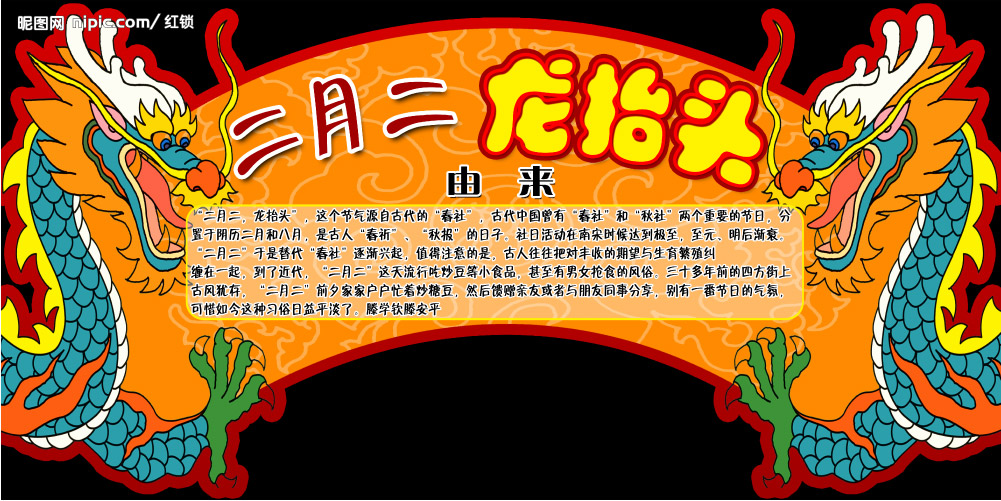 昵图网 nipic.com/ 红锁
二月二 龙抬头
由 来
“二月二，龙抬头”，这个节气源自古代的“春社”，古代中国曾有“春社”和“秋社”两个重要的节日，分
置于阴历二月和八月，是古人“春祈”、“秋报”的日子。社日活动在南宋时候达到极至，至元、明后渐衰。
“二月二”于是替代“春社”逐渐兴起，值得注意的是，古人往往把对丰收的期望与生育繁殖纠
缠在一起，到了近代，“二月二”这天流行吃炒豆等小食品，甚至有男女抢食的风俗。三十多年前的四方街上
古风犹存，“二月二”前夕家家户户忙着炒糖豆，然后馈赠亲友或者与朋友同事分享，别有一番节日的气氛，
可惜如今这种习俗日益平淡了。滕学钦滕安平